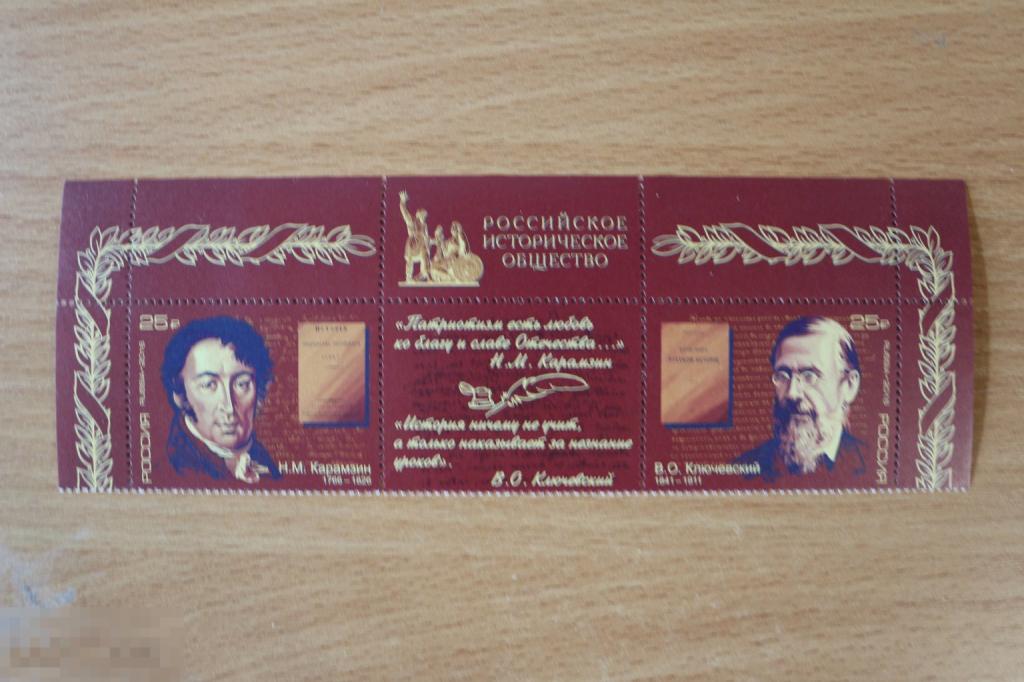 РОССИЙСКОЕ
ИСТОРИЧЕСКОЕ
ОБЩЕСТВО
25₽
РОССИЯ
Н.М. Карамзин
1766–1826
«Патриотизм есть любовь
ко благу и славе Отечества...»
Н.М. Карамзин
«История ничему не учит,
а только наказывает за незнание
уроков».
В.О. Ключевский
25₽
РОССИЯ
В.О. Ключевский
1841–1911